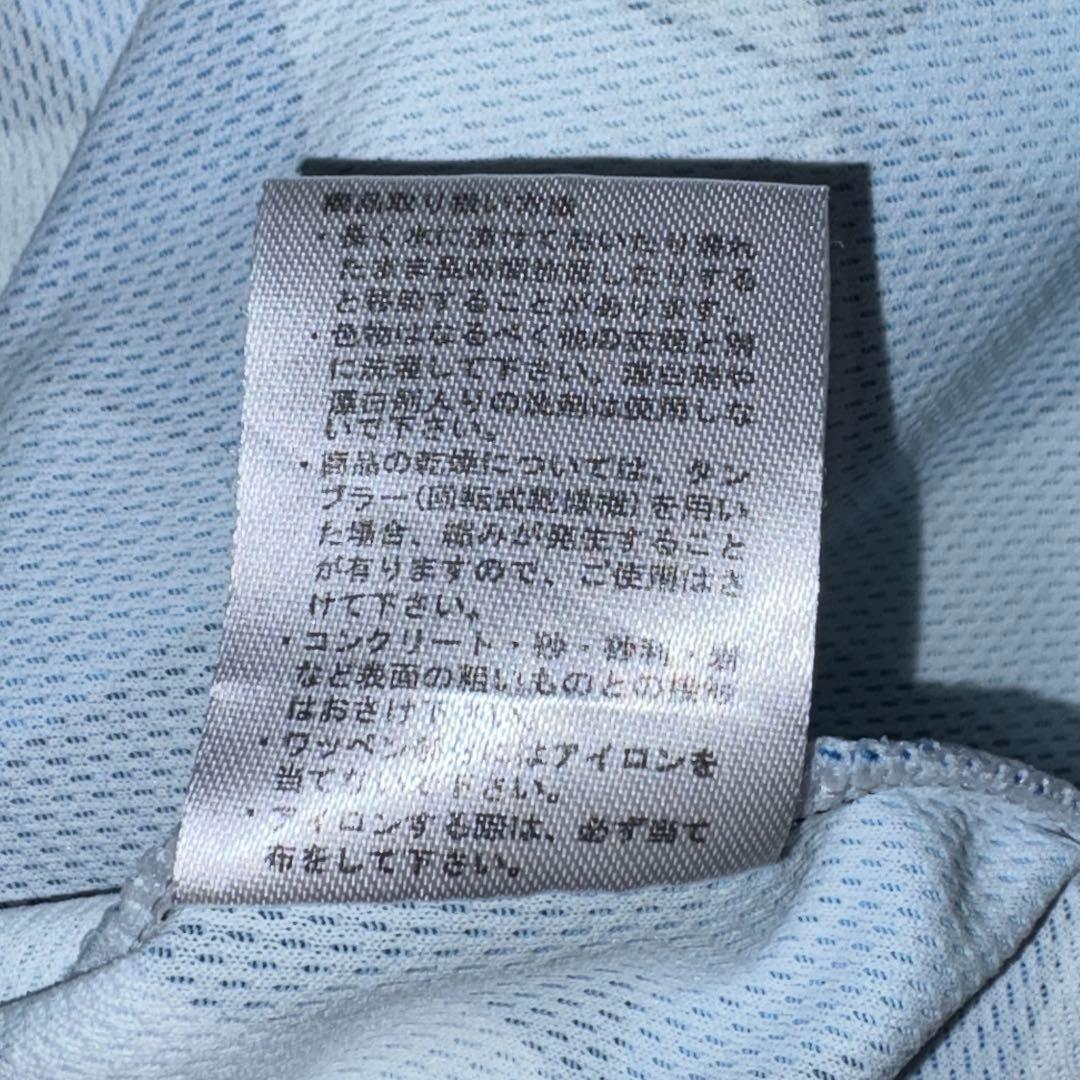 商品取り扱い方法
・長く水に漬けておいたり濡れ
たまま長時間放置したりする
と移染することがあります。
・色物はなるべく他の衣類と別
に洗濯して下さい。漂白剤や
漂白剤入りの洗剤は使用しな
いで下さい。
・商品の乾燥については、タン
ブラー(回転式乾燥機)を用い
た場合、縮みが発生すること
が有りますので、ご使用はさ
けて下さい。
・コンクリート・砂・砂利・岩
など表面の粗いものとの摩擦
はおさけ下さい
・ワッペン部分にはアイロンを
当てないで下さい。
・アイロンする際は、必ず当て
布をして下さい。